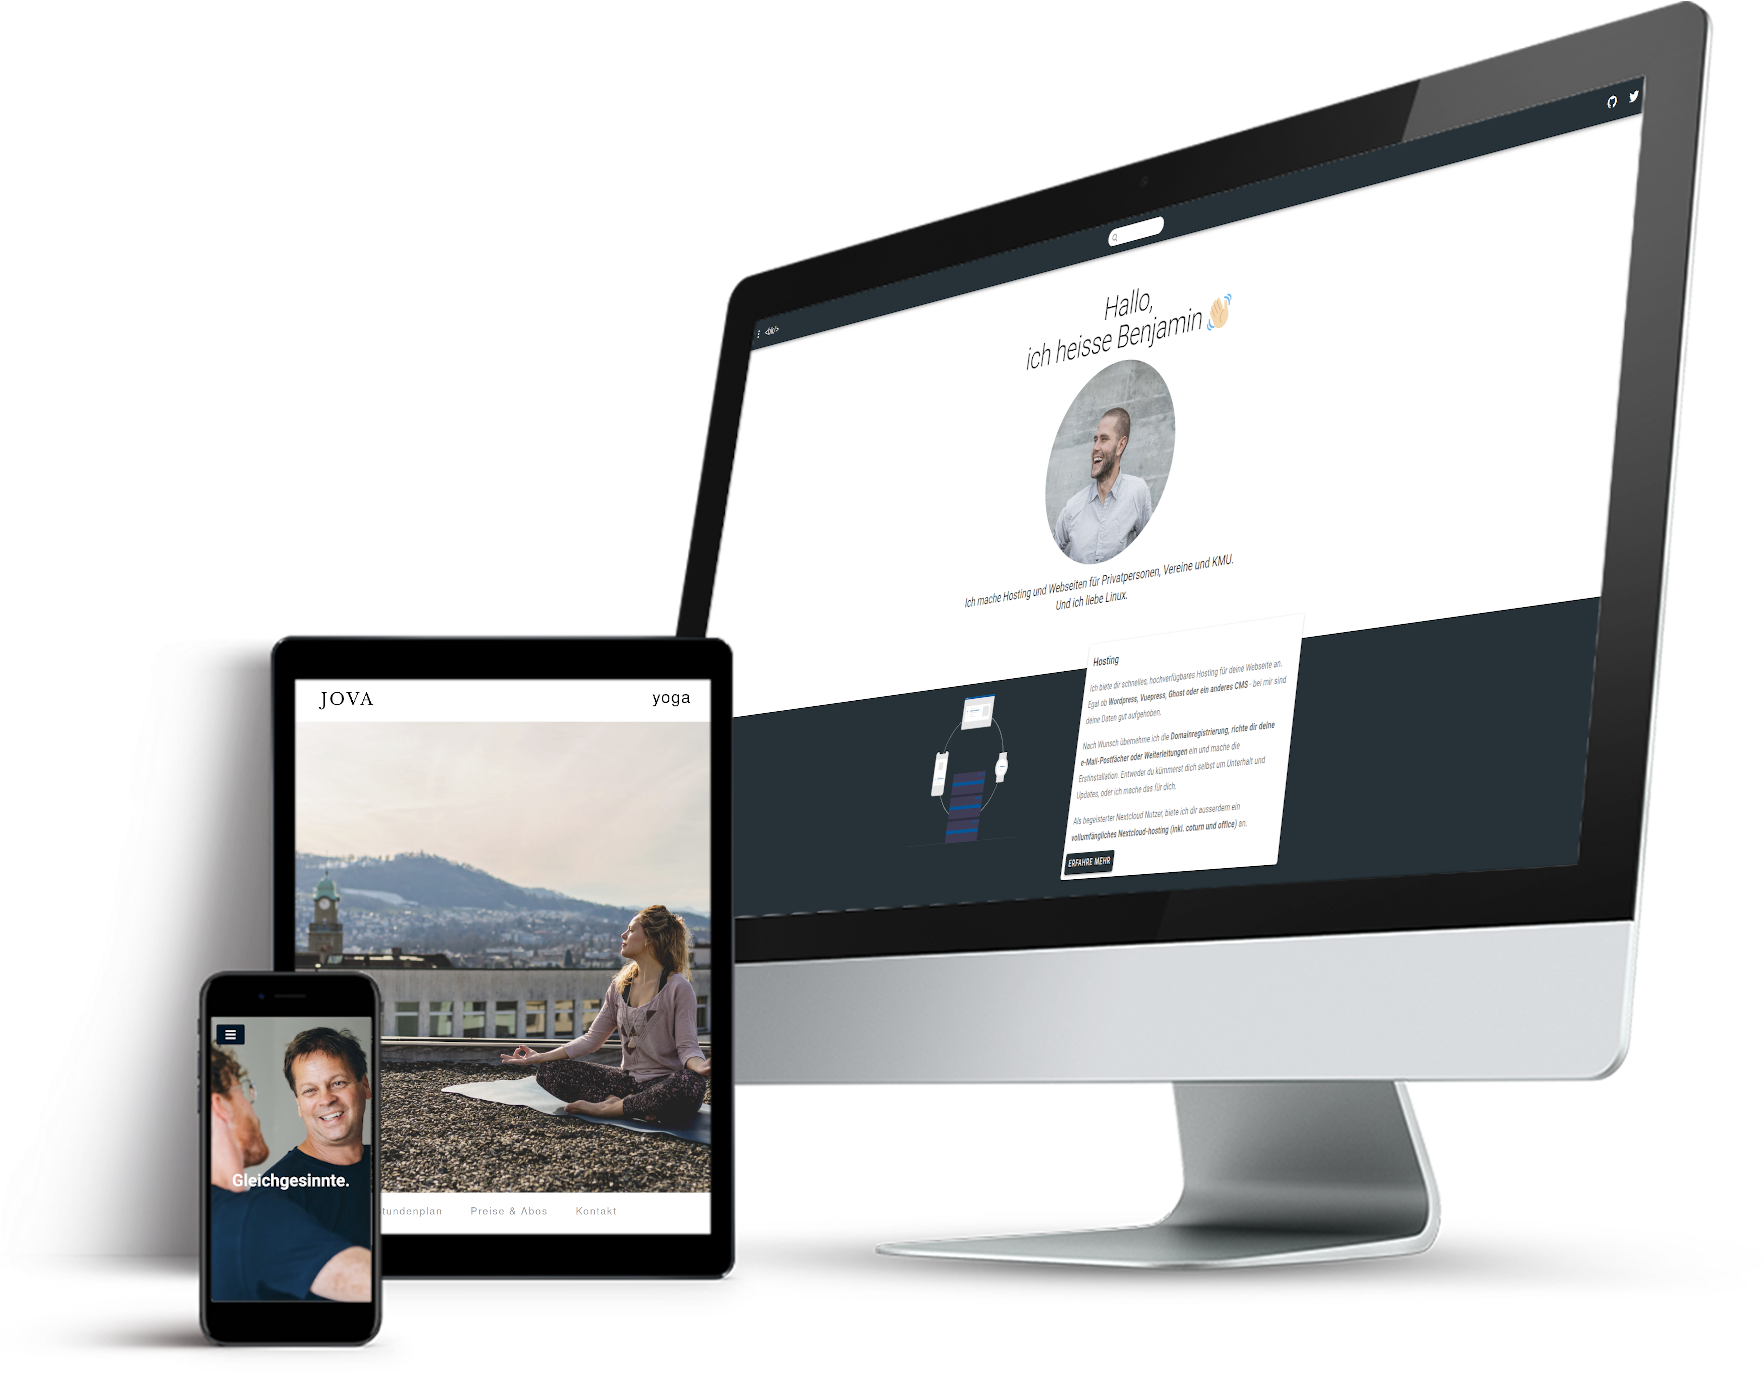 <bk/>
Hallo,
ich heisse Benjamin 👋
Ich mache Hosting und Webseiten für Privatpersonen, Vereine und KMU.
Und ich liebe Linux.
Hosting
Ich biete dir schnelles, hochverfügbares Hosting für deine Webseite an.
Egal ob Wordpress, Vuepress, Ghost oder ein anderes CMS - bei mir sind
deine Daten gut aufgehoben.
Nach Wunsch übernehme ich die Domainregistrierung, richte dir deine
e-Mail-Postfächer oder Weiterleitungen ein und mache die
Erstinstallation. Entweder du kümmerst dich selbst um Unterhalt und
Updates, oder ich mache das für dich.
Als begeisterter Nextcloud Nutzer, biete ich dir ausserdem ein
vollumfängliches Nextcloud-hosting (inkl. coturn und office) an.
ERFAHRE MEHR
JOVA
yoga
tundenplan
Preise & Abos
Kontakt
Gleichgesinnte.